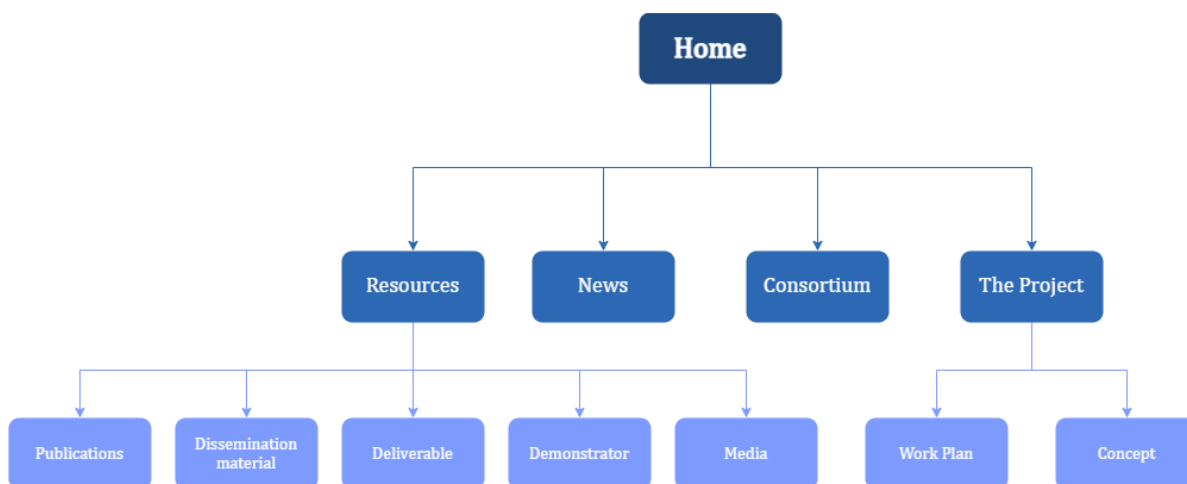 Home
Resources
News
Consortium
The Project
Publications
Dissemination
material
Deliverable
Demonstrator
Media
Work Plan
Concept